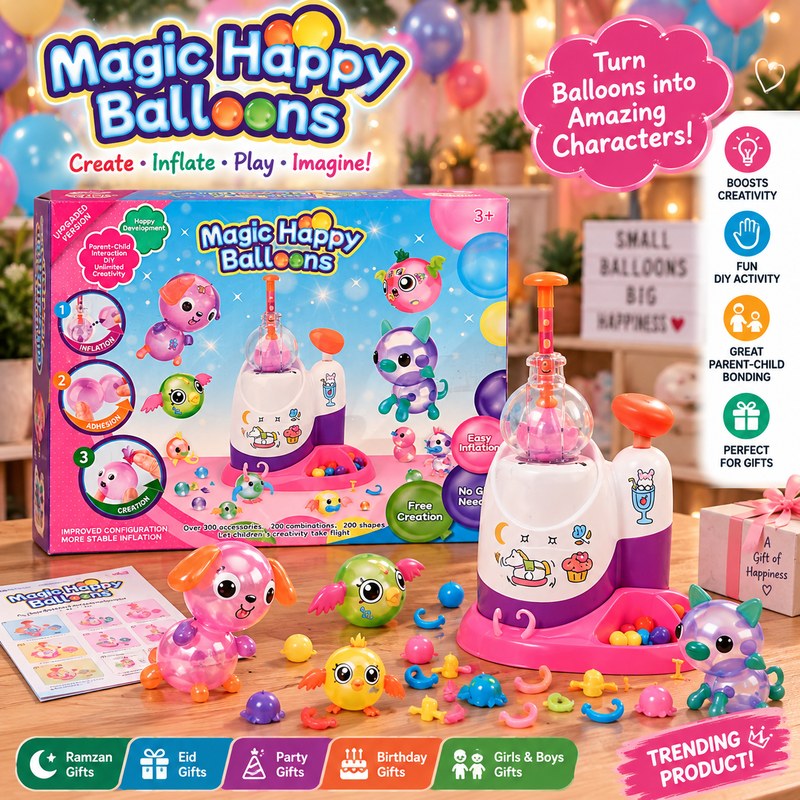 Magic Happy
Balloons
Create • Inflate • Play • Imagine!
Turn
Balloons into
Amazing
Characters!
BOOSTS
CREATIVITY
FUN
DIY ACTIVITY
GREAT
PARENT-CHILD
BONDING
PERFECT
FOR GIFTS
SMALL
BALLOONS
BIG
HAPPINESS
UPGGADED
VERSION
Happy
Development
Parent-Child
Interaction
DIY
Unlimited
Creativity
Magic Happy
Balloons
3+
1
INFLATION
2
ADHESION
3
CREATION
Easy
Inflation
Free
Creation
No G
Need
IMPROVED CONFIGURATION
MORE STABLE INFLATION
Over 300 accessories. 200 combinations. 200 shapes
Let children's creativity take flight
A
Gift of
Happiness
Magic Happy
Balloons
Ramzan
Gifts
Eid
Gifts
Party
Gifts
Birthday
Gifts
Girls & Boys
Gifts
TRENDING
PRODUCT!